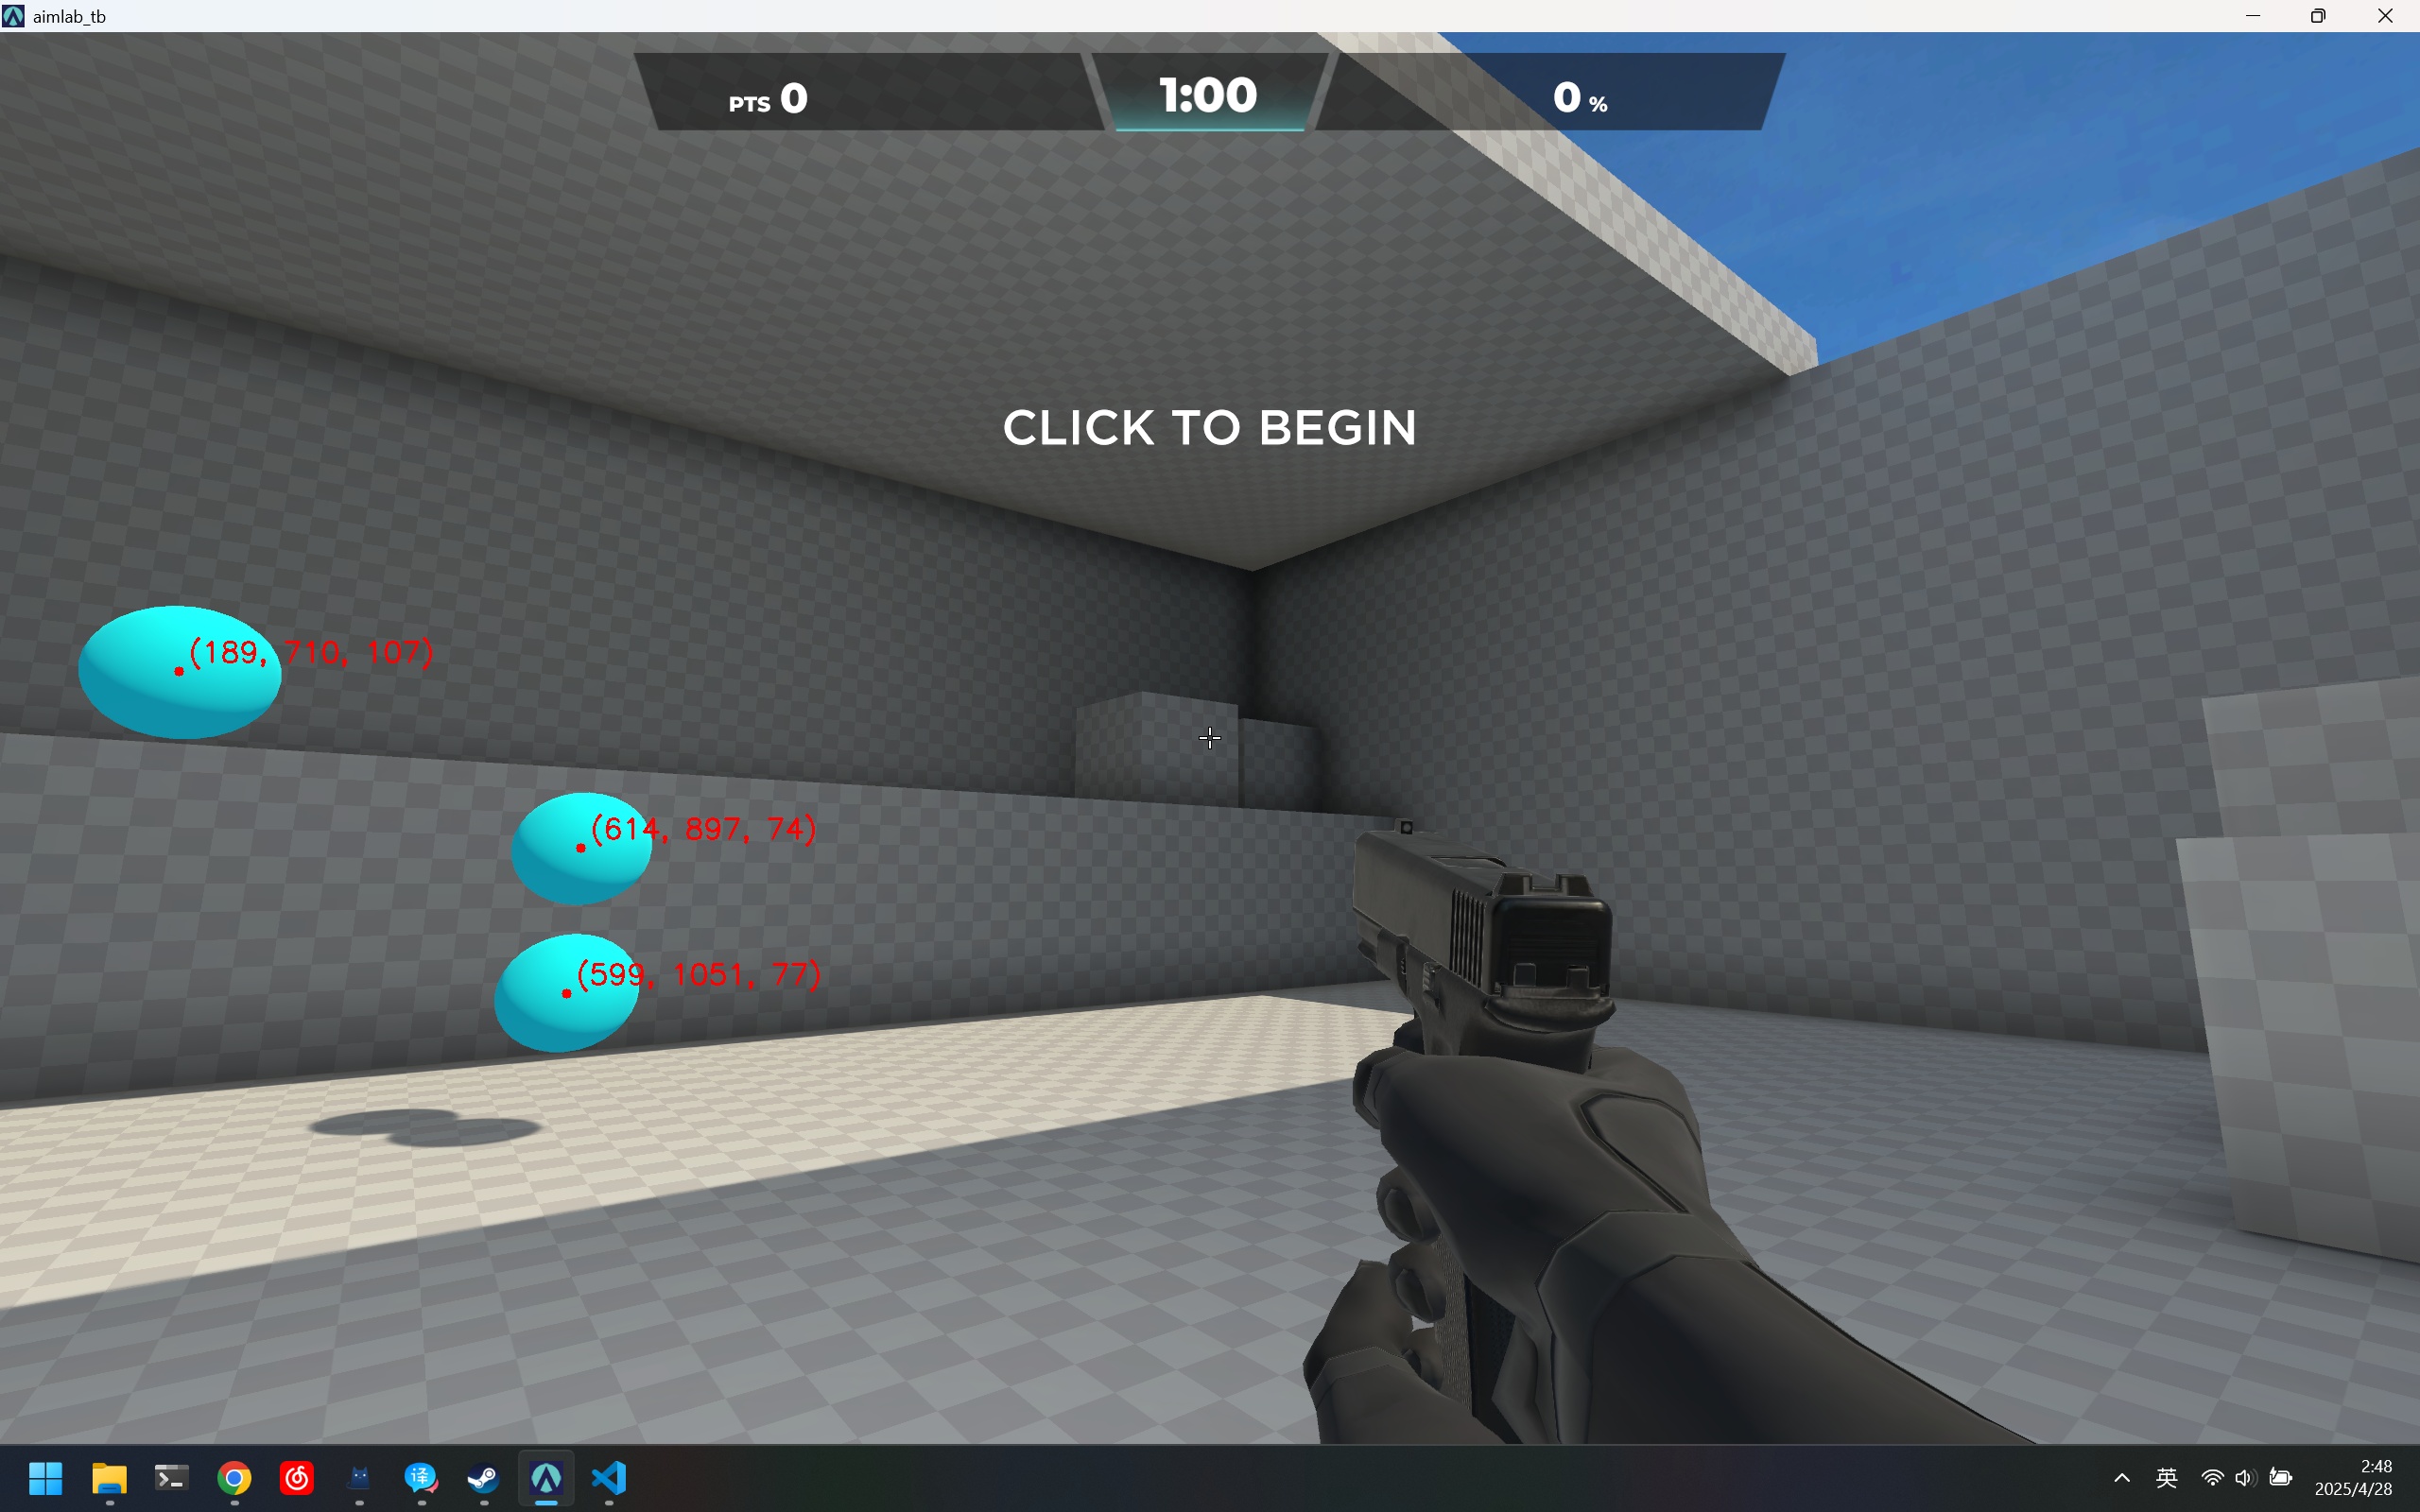 aimlab_tb
PTS 0
1:00
0 %
CLICK TO BEGIN
(189, 710, 107)
(614, 897, 74)
(599, 1051, 77)
译
英
2:48
2025/4/28